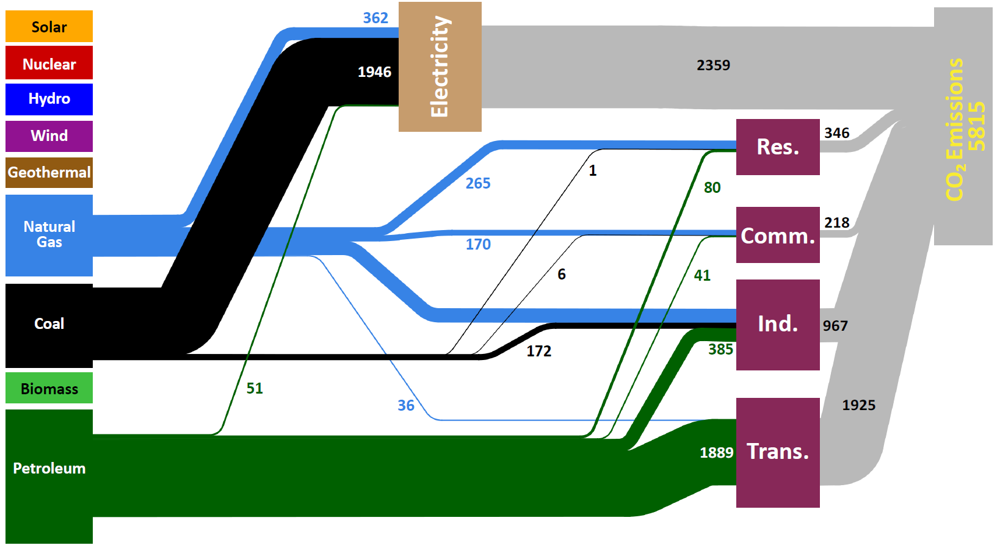 Solar
Nuclear
Hydro
Wind
Geothermal
Natural
Gas
Coal
Biomass
Petroleum
362
1946
Electricity
2359
265
170
1
6
172
80
41
385
51
36
1889
Res.
Comm.
Ind.
Trans.
346
218
967
1925
CO₂ Emissions
5815